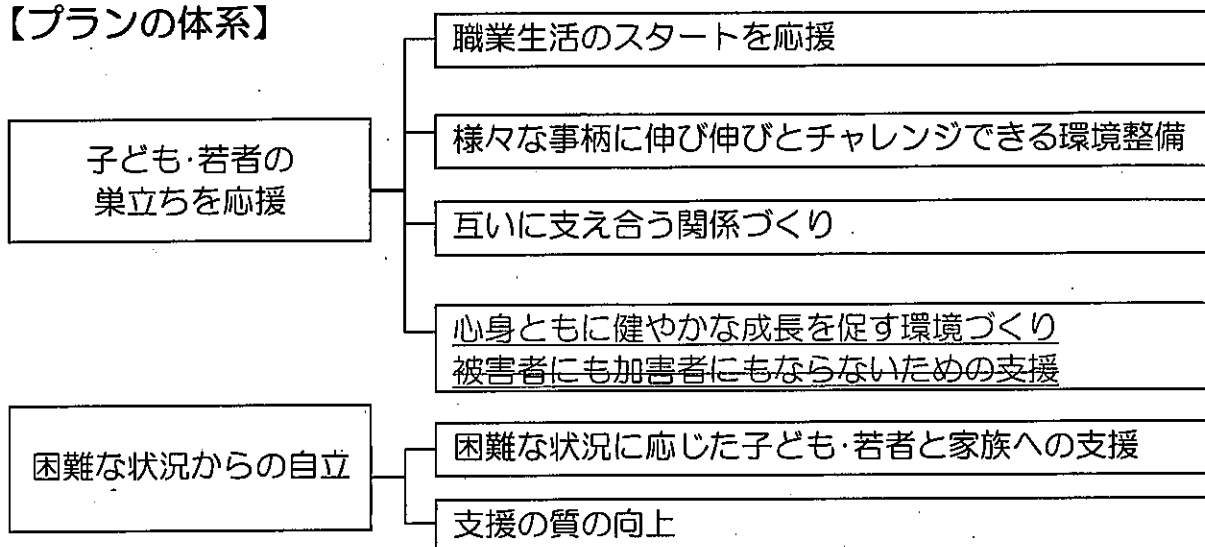 【プランの体系】
子ども・若者の
巣立ちを応援
職業生活のスタートを応援
様々な事柄に伸び伸びとチャレンジできる環境整備
互いに支え合う関係づくり
心身ともに健やかな成長を促す環境づくり
被害者にも加害者にもならないための支援
困難な状況からの自立
困難な状況に応じた子ども・若者と家族への支援
支援の質の向上